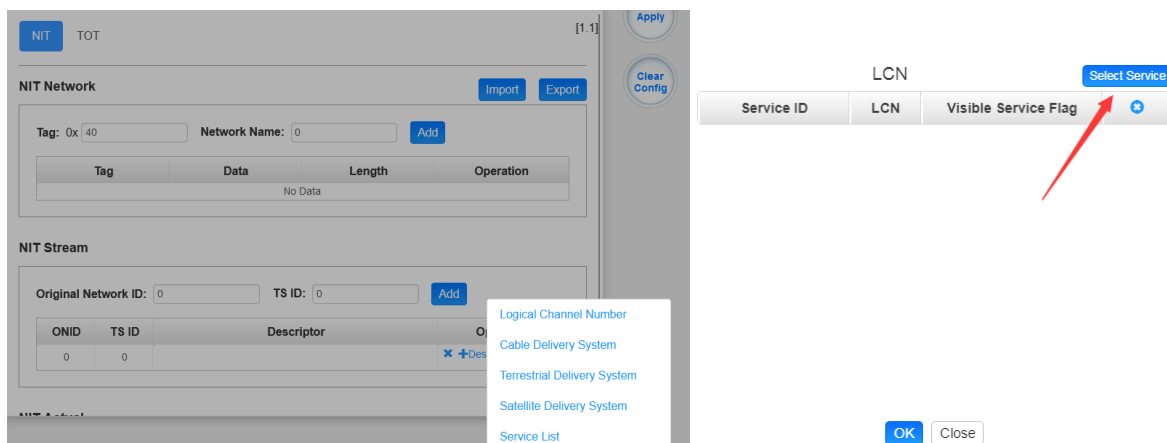 NIT TOT [1.1]
Apply
Clear
Config
NIT Network
Import Export
Tag: 0x 40 Network Name: 0 Add
Tag Data Length Operation
No Data
NIT Stream
Original Network ID: 0 TS ID: 0 Add
ONID TS ID Descriptor
0 0
Logical Channel Number
Cable Delivery System
Terrestrial Delivery System
Satellite Delivery System
Service List
LCN
Select Service
Service ID LCN Visible Service Flag
OK Close